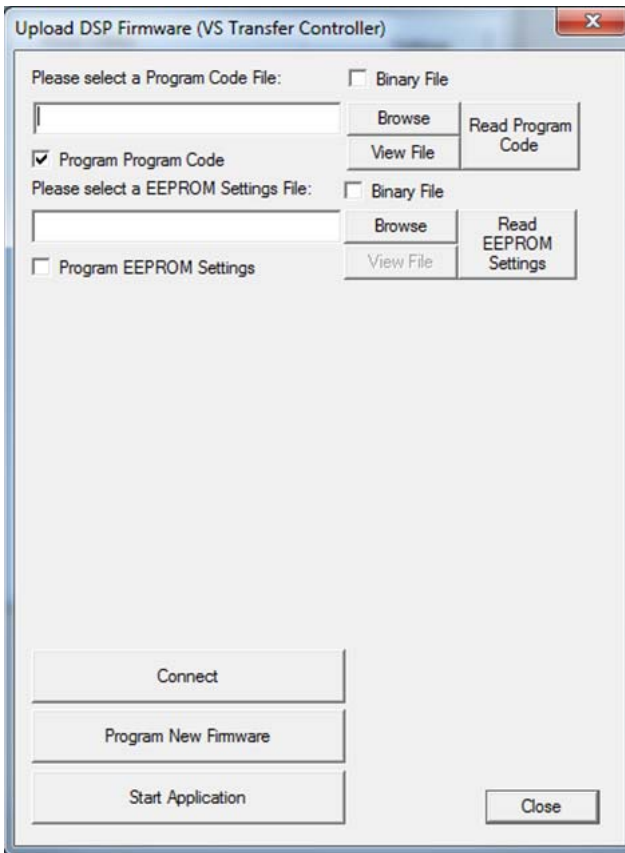 Upload DSP Firmware (VS Transfer Controller)
Please select a Program Code File:
Binary File
Browse
Read Program
Code
View File
Program Program Code
Please select a EEPROM Settings File:
Binary File
Browse
Read
EEPROM
Settings
View File
Program EEPROM Settings
Connect
Program New Firmware
Start Application
Close